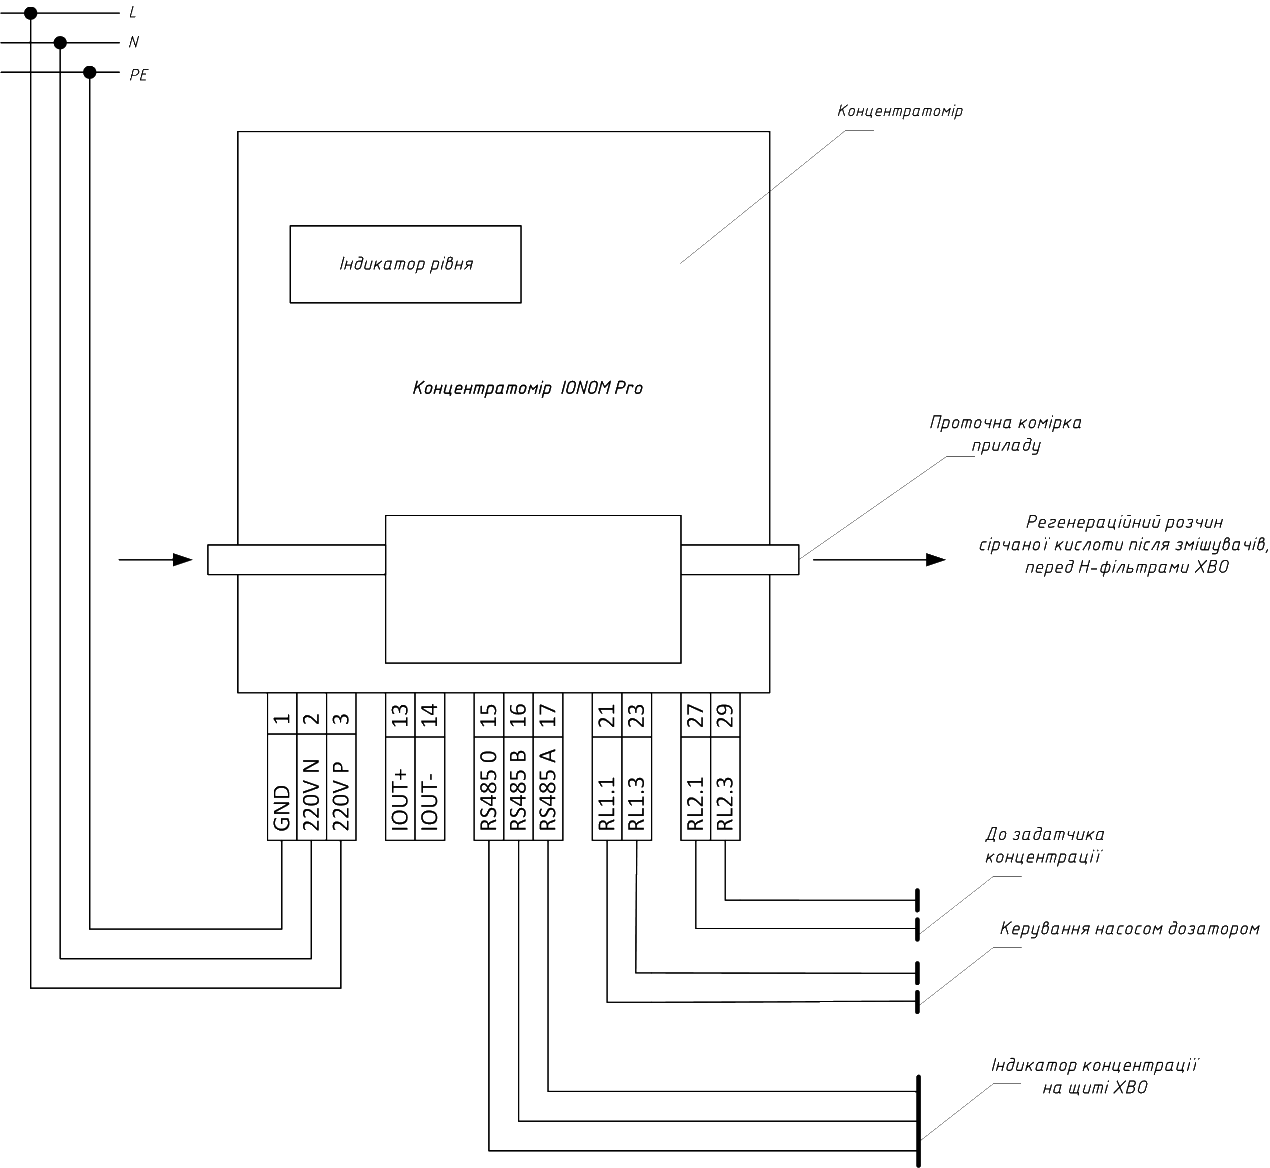 L
N
PE
Концентратомір
Індикатор рівня
Концентратомір IONOM Pro
Проточна комірка
приладу
Регенераційний розчин
сірчаної кислоти після змішувачів,
перед Н-фільтрами ХВО
1
2
3
13
14
15
16
17
21
23
27
29
GND
220V N
220V P
IOUT+
IOUT-
RS485 0
RS485 B
RS485 A
RL1.1
RL1.3
RL2.1
RL2.3
До задатчика
концентрації
Керування насосом дозатором
Індикатор концентрації
на щиті ХВО